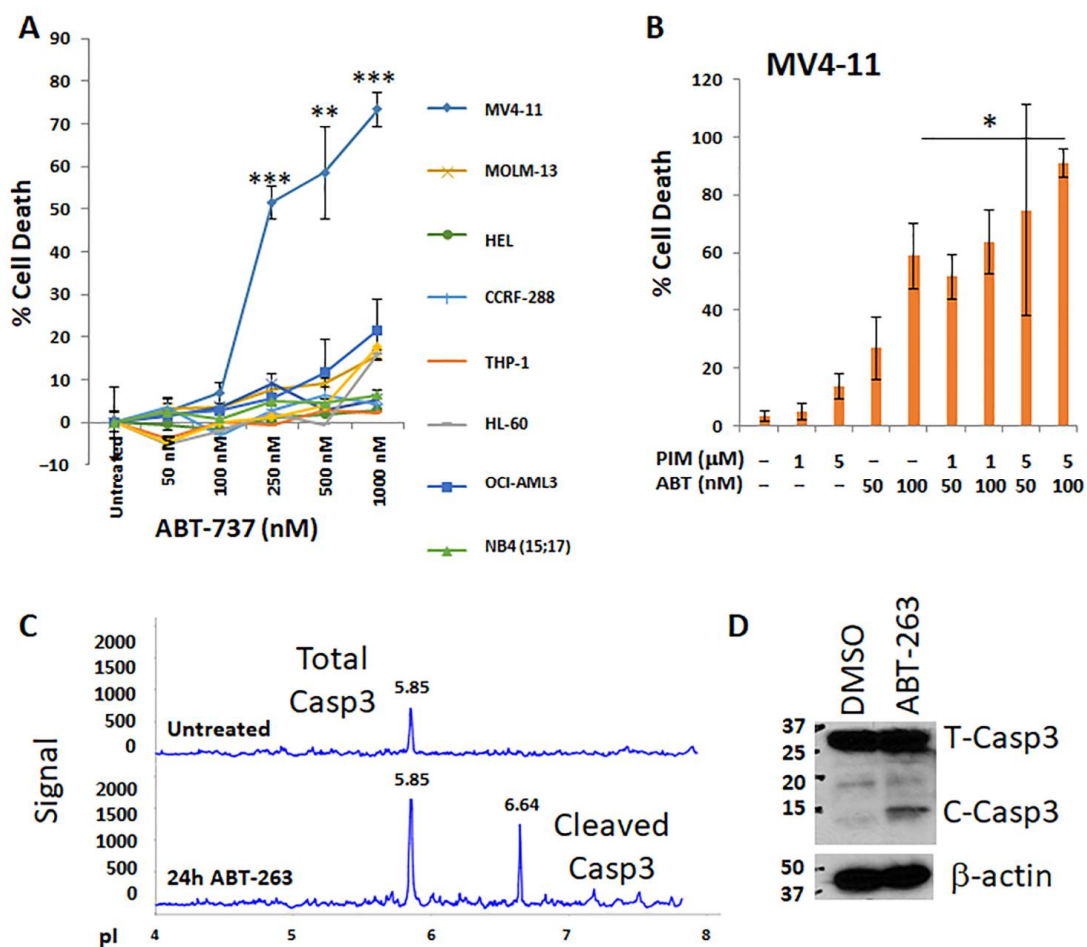 A
90
80
70
60
50
40
30
20
10
0
−10
% Cell Death
***
**
***
Untreated
50 nM
100 nM
250 nM
500 nM
1000 nM
ABT-737 (nM)
MV4-11
MOLM-13
HEL
CCRF-288
THP-1
HL-60
OCI-AML3
NB4 (15;17)
B
MV4-11
120
100
80
60
40
20
0
% Cell Death
*
PIM (μM) – 1 5 – – 1 1 5 5
ABT (nM) – – – 50 100 50 100 50 100
C
Signal
2000
1500
1000
500
0
Total
Casp3
5.85
Untreated
2000
1500
1000
500
0
5.85
6.64
Cleaved
Casp3
24h ABT-263
pI 4 5 6 7 8
D
DMSO
ABT-263
37
25
20
15
T-Casp3
C-Casp3
50
37
β-actin